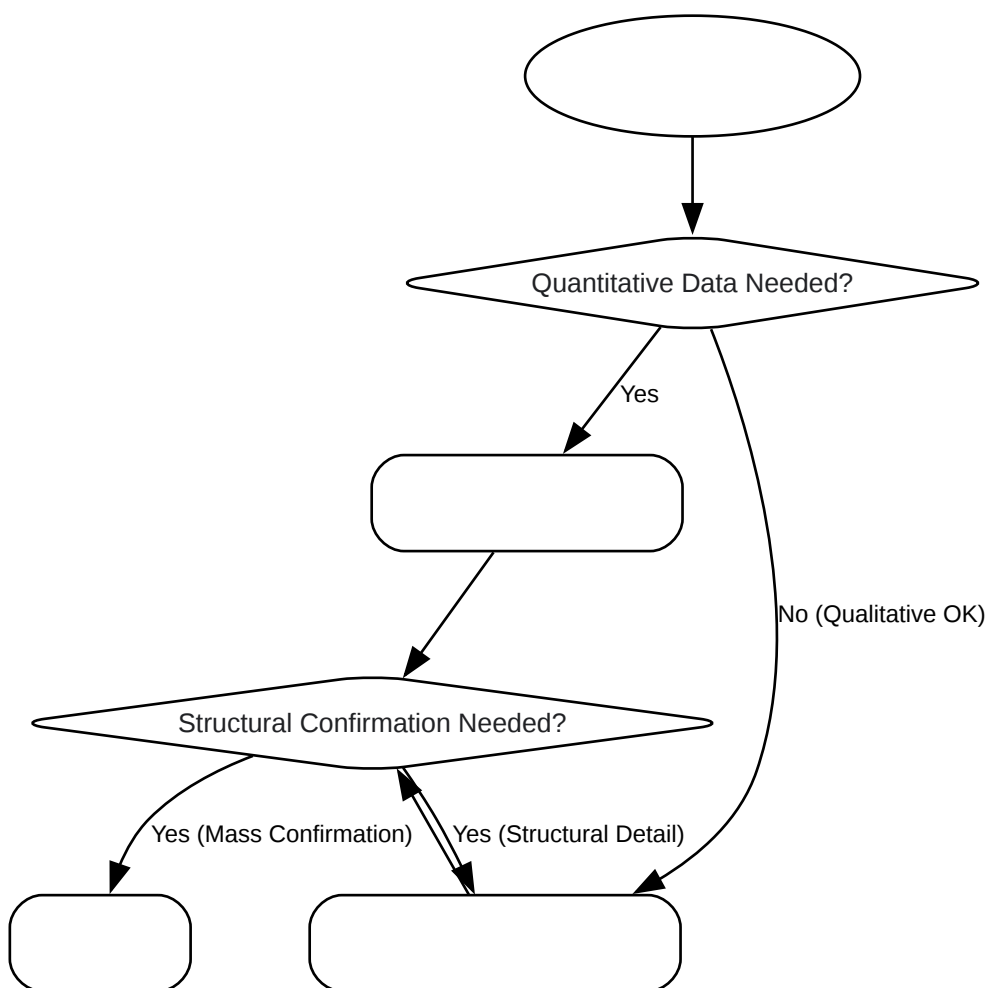 Quantitative Data Needed?
Yes
No (Qualitative OK)
Structural Confirmation Needed?
Yes (Mass Confirmation)
Yes (Structural Detail)